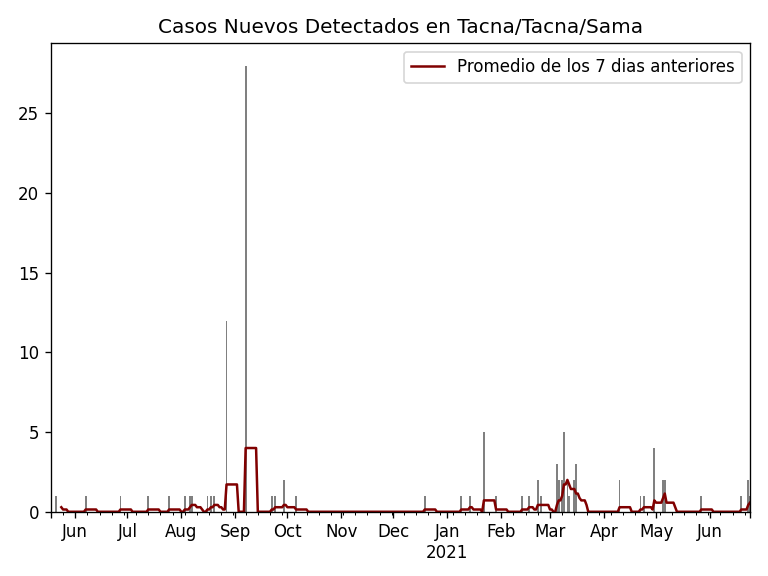 Casos Nuevos Detectados en Tacna/Tacna/Sama
Promedio de los 7 dias anteriores
25
20
15
10
5
0
Jun Jul Aug Sep Oct Nov Dec Jan Feb Mar Apr May Jun
2021